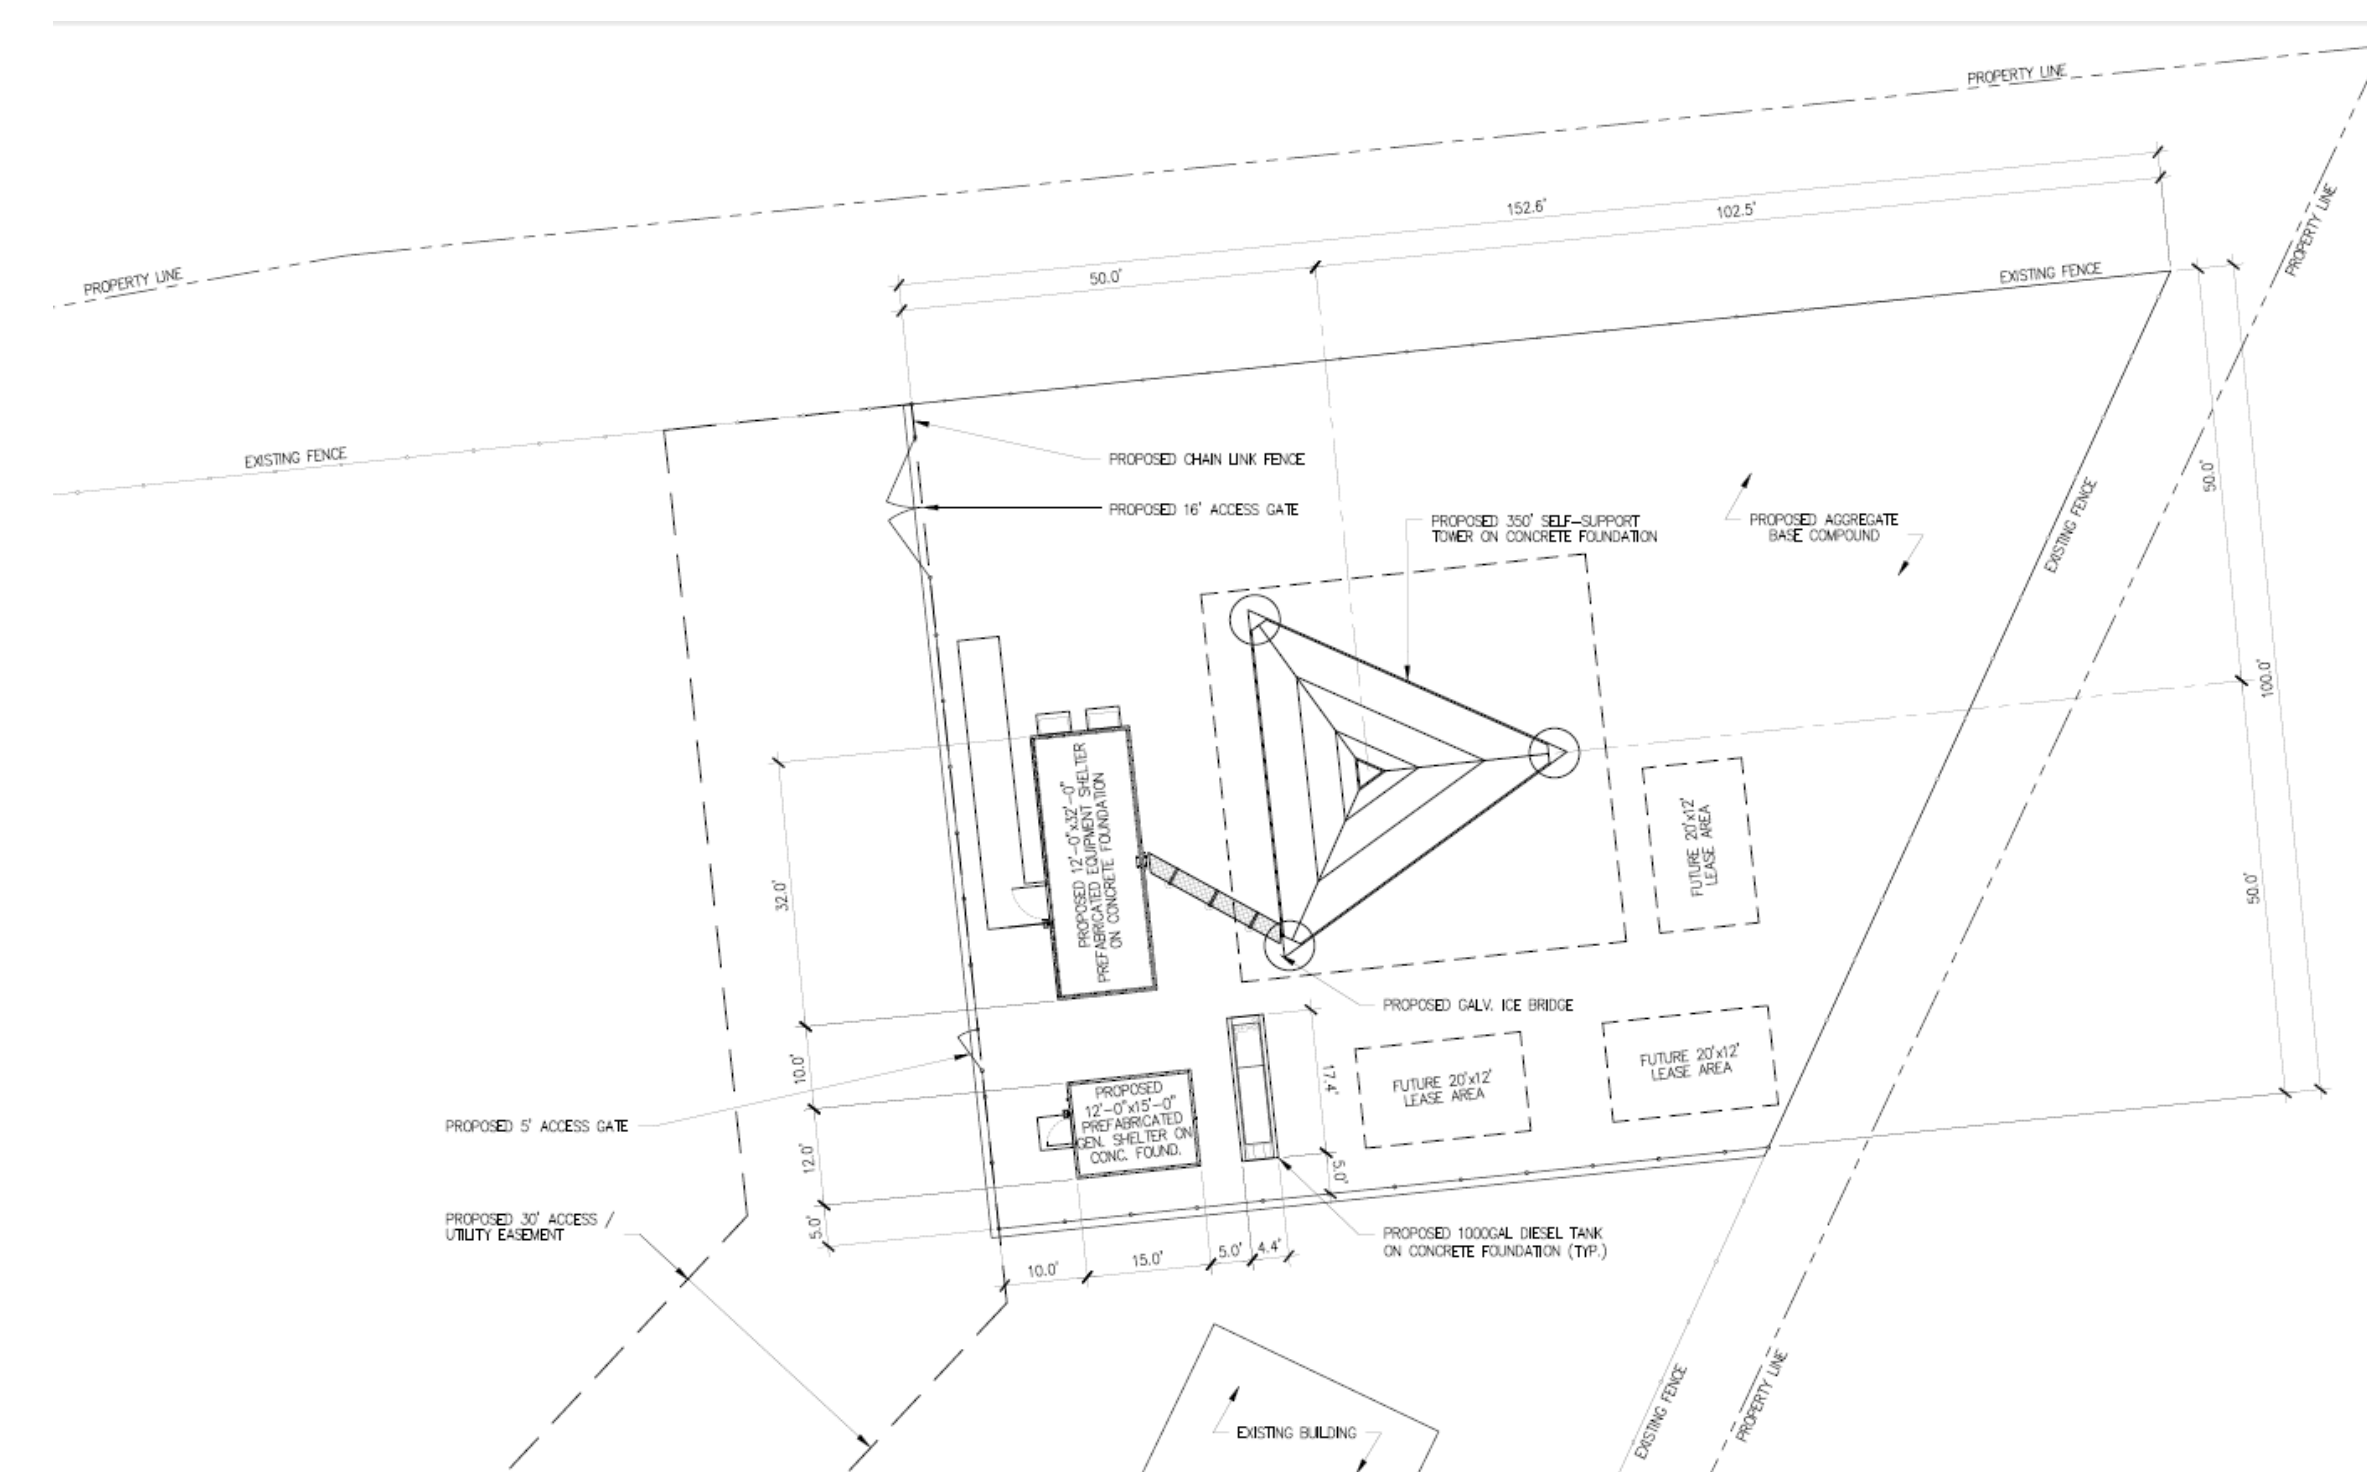 PROPERTY LINE
152.6'
102.5'
PROPERTY LINE
PROPERTY LINE
50.0'
EXISTING FENCE
EXISTING FENCE
PROPOSED CHAIN LINK FENCE
50.0'
PROPOSED 16' ACCESS GATE
PROPOSED 350' SELF-SUPPORT
TOWER ON CONCRETE FOUNDATION
PROPOSED AGGREGATE
BASE COMPOUND
EXISTING FENCE
100.0'
PROPOSED 12'-0"x32'-0"
PREFABRICATED EQUIPMENT SHELTER
ON CONCRETE FOUNDATION
FUTURE 20'x12'
LEASE AREA
32.0'
50.0'
PROPOSED GALV. ICE BRIDGE
10.0'
17.4'
FUTURE 20'x12'
LEASE AREA
FUTURE 20'x12'
LEASE AREA
PROPOSED
12'-0"x15'-0"
PREFABRICATED
GEN. SHELTER ON
CONC. FOUND.
PROPOSED 5' ACCESS GATE
12.0'
5.0'
PROPOSED 30' ACCESS /
UTILITY EASEMENT
5.0'
PROPOSED 1000GAL DIESEL TANK
ON CONCRETE FOUNDATION (TYP.)
10.0'
15.0'
5.0'
4.4'
EXISTING BUILDING
EXISTING FENCE
PROPERTY LINE